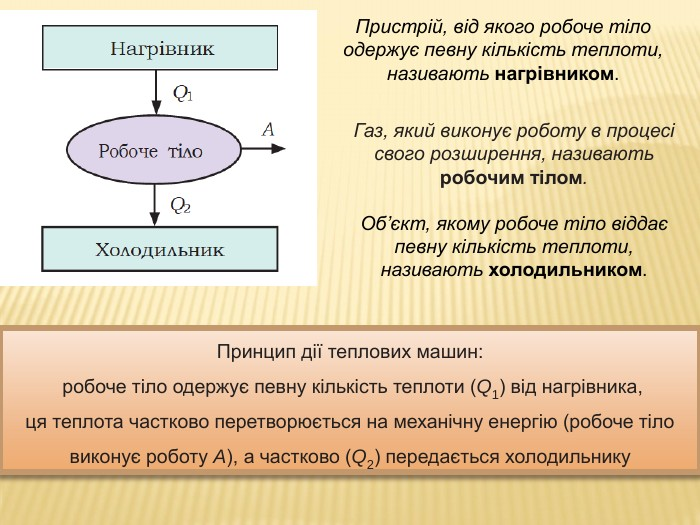 Нагрівник
Q1
Робоче тіло
A
Q2
Холодильник
Пристрій, від якого робоче тіло
одержує певну кількість теплоти,
називають нагрівником.
Газ, який виконує роботу в процесі
свого розширення, називають
робочим тілом.
Об’єкт, якому робоче тіло віддає
певну кількість теплоти,
називають холодильником.
Принцип дії теплових машин:
робоче тіло одержує певну кількість теплоти (Q1) від нагрівника,
ця теплота частково перетворюється на механічну енергію (робоче тіло
виконує роботу A), а частково (Q2) передається холодильнику